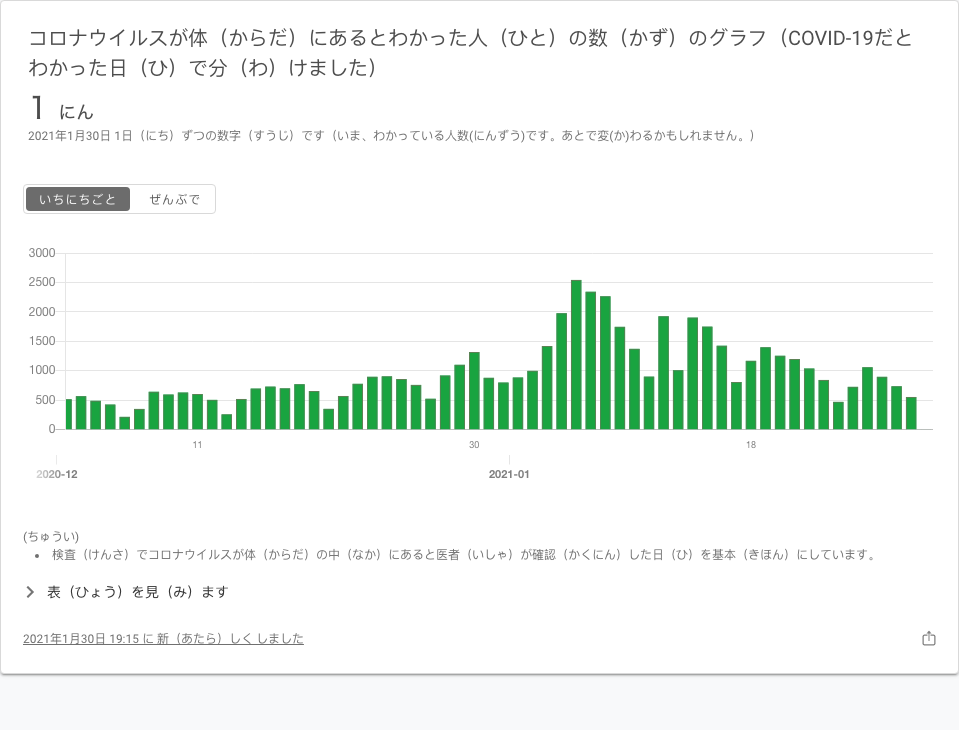 コロナウイルスが体（からだ）にあるとわかった人（ひと）の数（かず）のグラフ（COVID-19だと
わかった日（ひ）で分（わ）けました）
1 にん
2021年1月30日 1日（にち）ずつの数字（すうじ）です（いま、わかっている人数(にんずう)です。あとで変(か)わるかもしれません。）
いちにちごと ぜんぶで
3000
2500
2000
1500
1000
500
0
11 30 18
2020-12 2021-01
(ちゅうい)
• 検査（けんさ）でコロナウイルスが体（からだ）の中（なか）にあると医者（いしゃ）が確認（かくにん）した日（ひ）を基本（きほん）にしています。
表（ひょう）を見（み）ます
2021年1月30日 19:15 に 新（あたら）しく しました